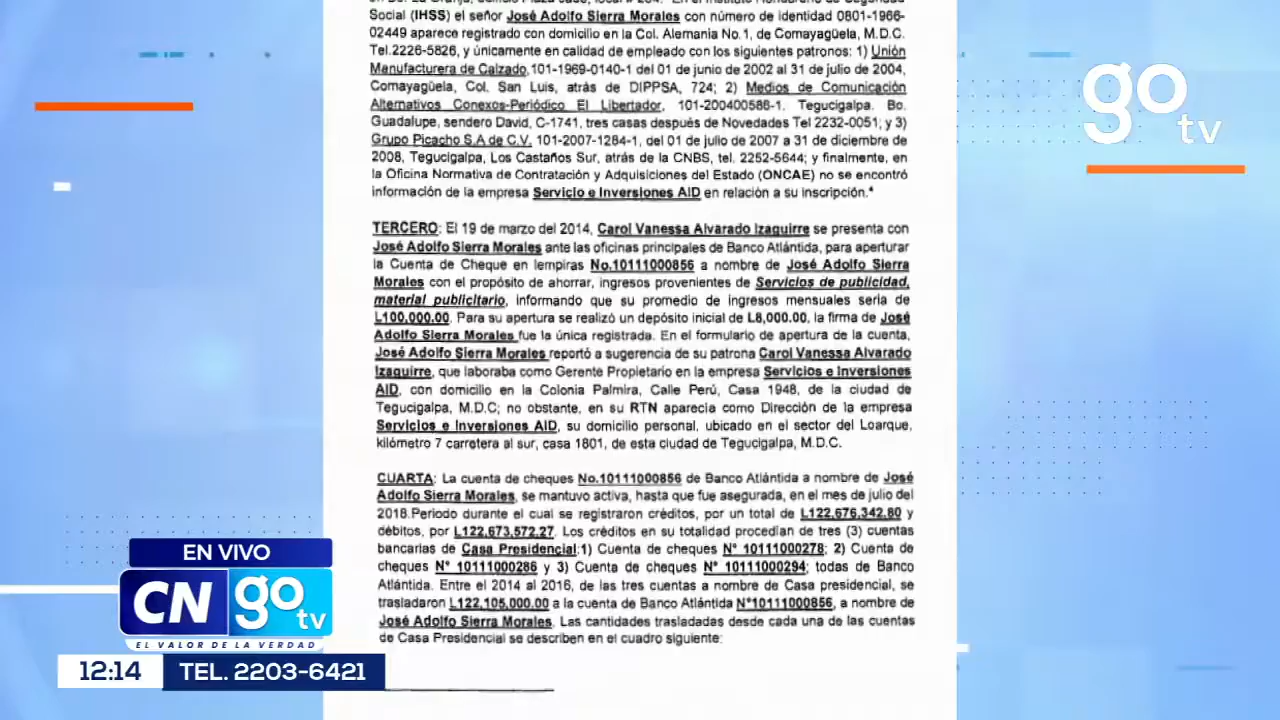 Social (IHSS) el señor José Adolfo Sierra Morales con número de identidad 0801-1966-
02449 aparece registrado con domicilio en la Col. Alemania No.1, de Comayagüela, M.D.C.
Tel.2226-5826, y únicamente en calidad de empleado con los siguientes patronos: 1) Unión
Manufacturera de Calzado,101-1969-0140-1 del 01 de junio de 2002 al 31 de julio de 2004,
Comayagüela, Col. San Luis, atrás de DIPPSA, 724; 2) Medios de Comunicación
Alternativos Conexos-Periódico El Libertador, 101-200400586-1. Tegucigalpa. Bo.
Guadalupe, sendero David, C-1741, tres casas después de Novedades Tel 2232-0051; y 3)
Grupo Picacho S.A de C.V. 101-2007-1284-1, del 01 de julio de 2007 a 31 de diciembre de
2008, Tegucigalpa, Los Castaños Sur, atrás de la CNBS, tel. 2252-5644; y finalmente, en
la Oficina Normativa de Contratación y Adquisiciones del Estado (ONCAE) no se encontró
información de la empresa Servicio e Inversiones AID en relación a su inscripción.⁴
TERCERO: El 19 de marzo del 2014, Carol Vanessa Alvarado Izaguirre se presenta con
José Adolfo Sierra Morales ante las oficinas principales de Banco Atlántida, para aperturar
la Cuenta de Cheque en lempiras No.10111000856 a nombre de José Adolfo Sierra
Morales con el propósito de ahorrar, ingresos provenientes de Servicios de publicidad,
material publicitario, informando que su promedio de ingresos mensuales seria de
L100,000.00. Para su apertura se realizó un depósito inicial de L8,000.00, la firma de José
Adolfo Sierra Morales fue la única registrada. En el formulario de apertura de la cuenta,
José Adolfo Sierra Morales reportó a sugerencia de su patrona Carol Vanessa Alvarado
Izaguirre, que laboraba como Gerente Propietario en la empresa Servicios e Inversiones
AID, con domicilio en la Colonia Palmira, Calle Perú, Casa 1948, de la ciudad de
Tegucigalpa, M.D.C; no obstante, en su RTN aparecía como Dirección de la empresa
Servicios e Inversiones AID, su domicilio personal, ubicado en el sector del Loarque,
kilómetro 7 carretera al sur, casa 1801, de esta ciudad de Tegucigalpa, M.D.C.
CUARTA: La cuenta de cheques No.10111000856 de Banco Atlántida a nombre de José
Adolfo Sierra Morales, se mantuvo activa, hasta que fue asegurada, en el mes de julio del
2018.Periodo durante el cual se registraron créditos, por un total de L122,676,342.80 y
débitos, por L122,673,572.27. Los créditos en su totalidad procedían de tres (3) cuentas
bancarias de Casa Presidencial:1) Cuenta de cheques N° 10111000278; 2) Cuenta de
cheques N° 10111000286 y 3) Cuenta de cheques N° 10111000294; todas de Banco
Atlántida. Entre el 2014 al 2016, de las tres cuentas a nombre de Casa presidencial, se
trasladaron L122,105,000.00 a la cuenta de Banco Atlántida N°10111000856, a nombre de
José Adolfo Sierra Morales. Las cantidades trasladadas desde cada una de las cuentas
de Casa Presidencial se describen en el cuadro siguiente:
go tv
EN VIVO
CN go tv
EL VALOR DE LA VERDAD
12:14 TEL. 2203-6421